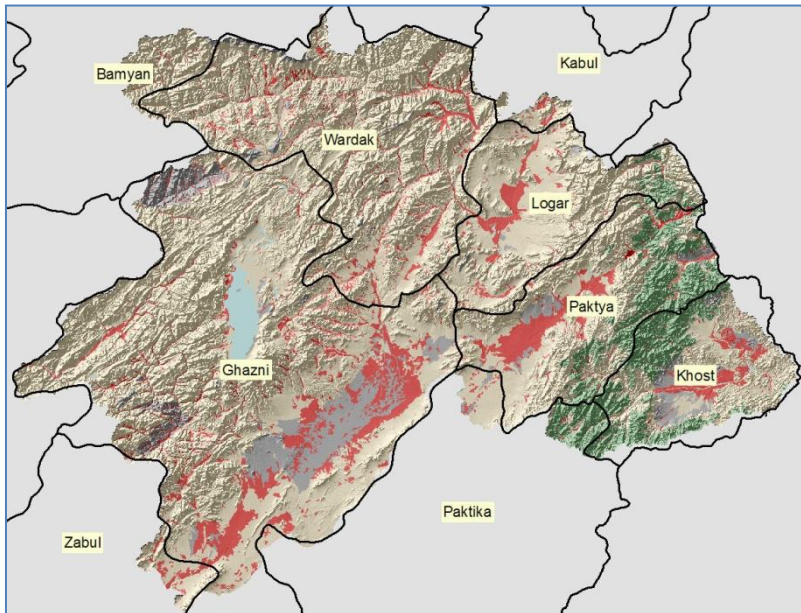 Bamyan
Kabul
Wardak
Logar
Paktya
Ghazni
Khost
Paktika
Zabul